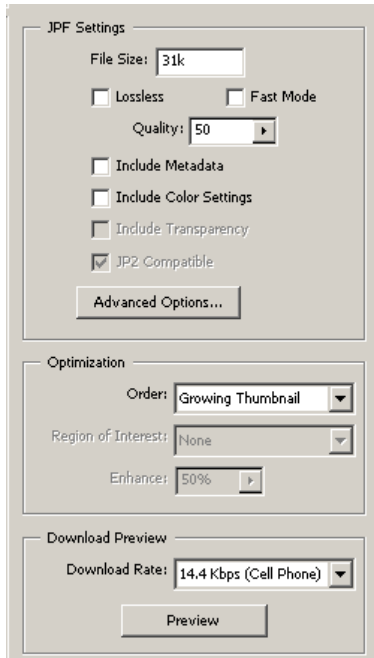 JPF Settings
File Size: 31k
Lossless Fast Mode
Quality: 50
Include Metadata
Include Color Settings
Include Transparency
JP2 Compatible
Advanced Options...
Optimization
Order: Growing Thumbnail
Region of Interest: None
Enhance: 50%
Download Preview
Download Rate: 14.4 Kbps (Cell Phone)
Preview